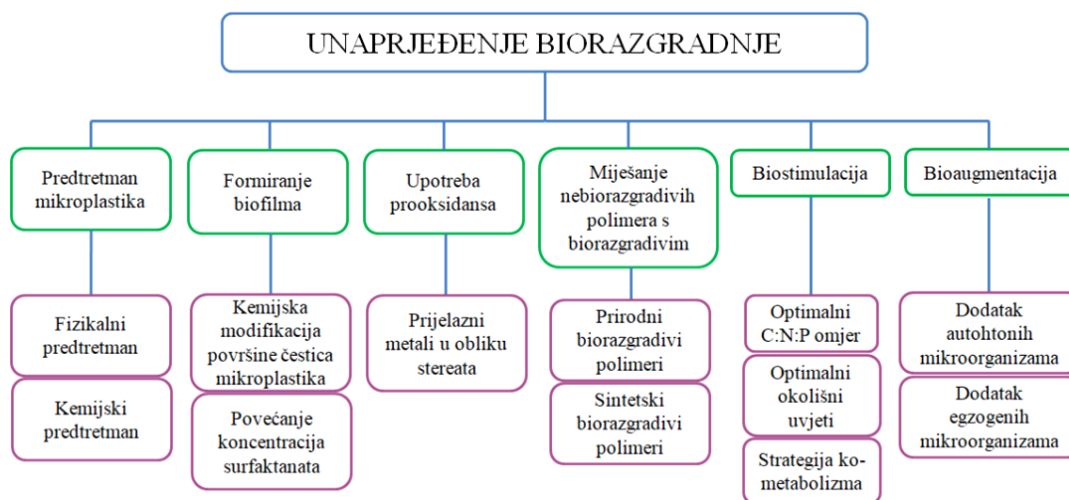 UNAPRJEĐENJE BIORAZGRADNJE
Predtretman
mikroplastika
Formiranje
biofilma
Upotreba
prooksidansa
Miješanje
nebiorazgradivih
polimera s
biorazgradivim
Biostimulacija
Bioaugmentacija
Fizikalni
predtretman
Kemijski
predtretman
Kemijska
modifikacija
površine čestica
mikroplastika
Povećanje
koncentracija
surfaktanata
Prijelazni
metali u obliku
stereata
Prirodni
biorazgradivi
polimeri
Sintetski
biorazgradivi
polimeri
Optimalni
C:N:P omjer
Optimalni
okolišni
uvjeti
Strategija ko-
metabolizma
Dodatak
autohtonih
mikroorganizama
Dodatak
egzogenih
mikroorganizama